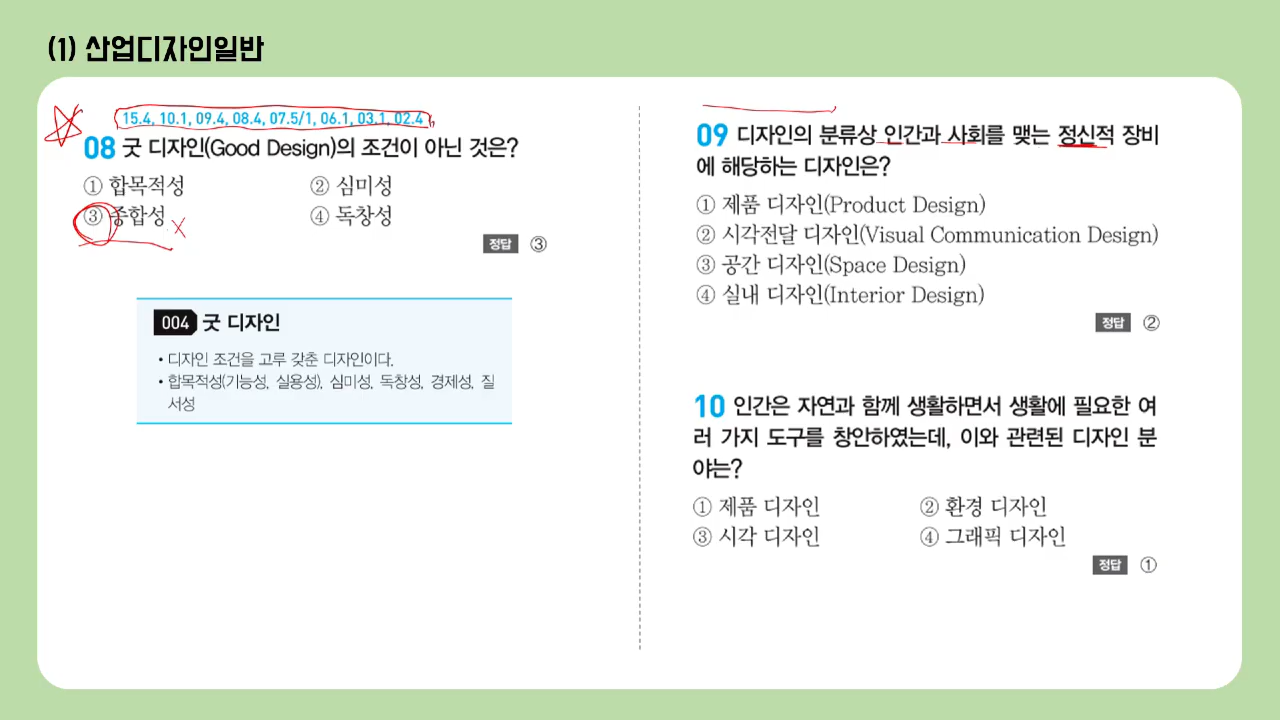 (1) 산업디자인일반
15.4, 10.1, 09.4, 08.4, 07.5/1, 06.1, 03.1, 02.4
08 굿 디자인(Good Design)의 조건이 아닌 것은?
① 합목적성 ② 심미성
③ 종합성 ④ 독창성
정답 ③
004 굿 디자인
• 디자인 조건을 고루 갖춘 디자인이다.
• 합목적성(기능성, 실용성), 심미성, 독창성, 경제성, 질
서성
09 디자인의 분류상 인간과 사회를 맺는 정신적 장비
에 해당하는 디자인은?
① 제품 디자인(Product Design)
② 시각전달 디자인(Visual Communication Design)
③ 공간 디자인(Space Design)
④ 실내 디자인(Interior Design)
정답 ②
10 인간은 자연과 함께 생활하면서 생활에 필요한 여
러 가지 도구를 창안하였는데, 이와 관련된 디자인 분
야는?
① 제품 디자인 ② 환경 디자인
③ 시각 디자인 ④ 그래픽 디자인
정답 ①